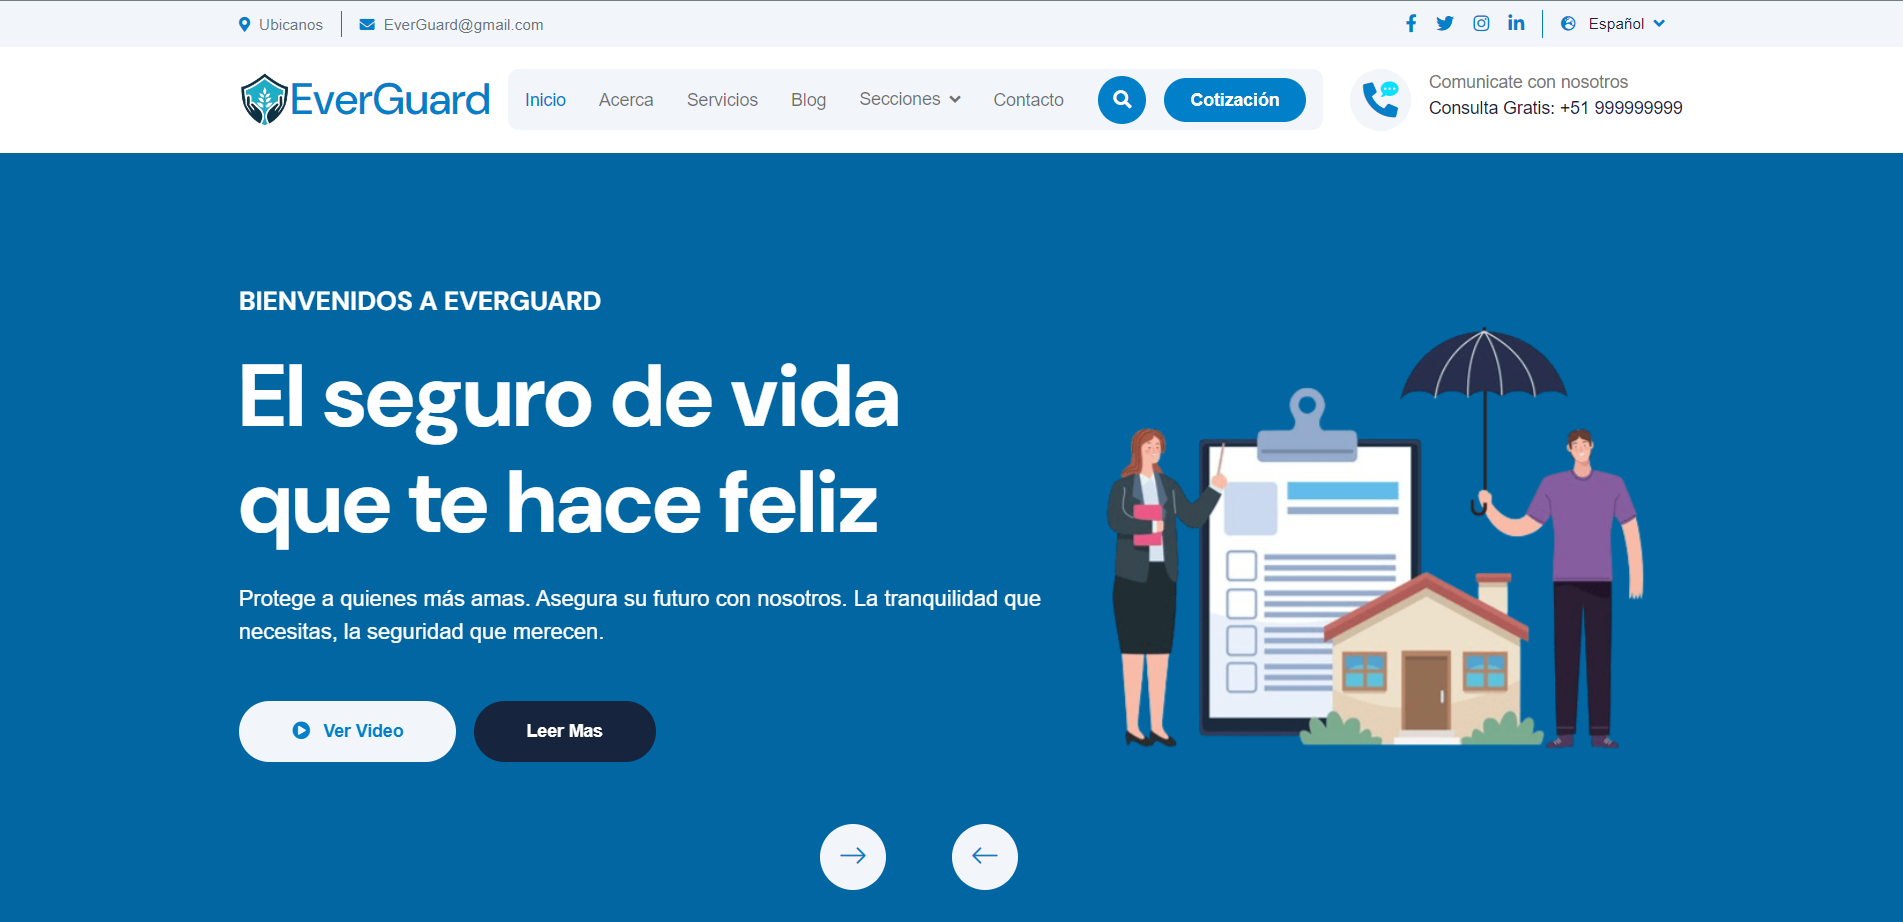 Ubicanos
EverGuard@gmail.com
Español
EverGuard
Inicio
Acerca
Servicios
Blog
Secciones
Contacto
Cotización
Comunicate con nosotros
Consulta Gratis: +51 999999999
BIENVENIDOS A EVERGUARD
El seguro de vida
que te hace feliz
Protege a quienes más amas. Asegura su futuro con nosotros. La tranquilidad que
necesitas, la seguridad que merecen.
Ver Video
Leer Mas